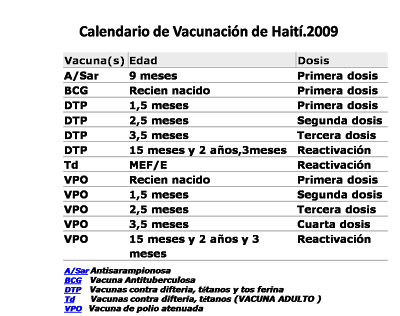 Calendario de Vacunación de Haití.2009
Vacuna(s) Edad Dosis
A/Sar 9 meses Primera dosis
BCG Recien nacido Primera dosis
DTP 1,5 meses Primera dosis
DTP 2,5 meses Segunda dosis
DTP 3,5 meses Tercera dosis
DTP 15 meses y 2 años,3meses Reactivación
Td MEF/E Reactivación
VPO Recien nacido Primera dosis
VPO 1,5 meses Segunda dosis
VPO 2,5 meses Tercera dosis
VPO 3,5 meses Cuarta dosis
VPO 15 meses y 2 años y 3 Reactivación
meses
A/Sar Antisarampionosa
BCG Vacuna Antituberculosa
DTP Vacunas contra difteria, tétanos y tos ferina
Td Vacunas contra difteria, tétanos (VACUNA ADULTO )
VPO Vacuna de polio atenuada